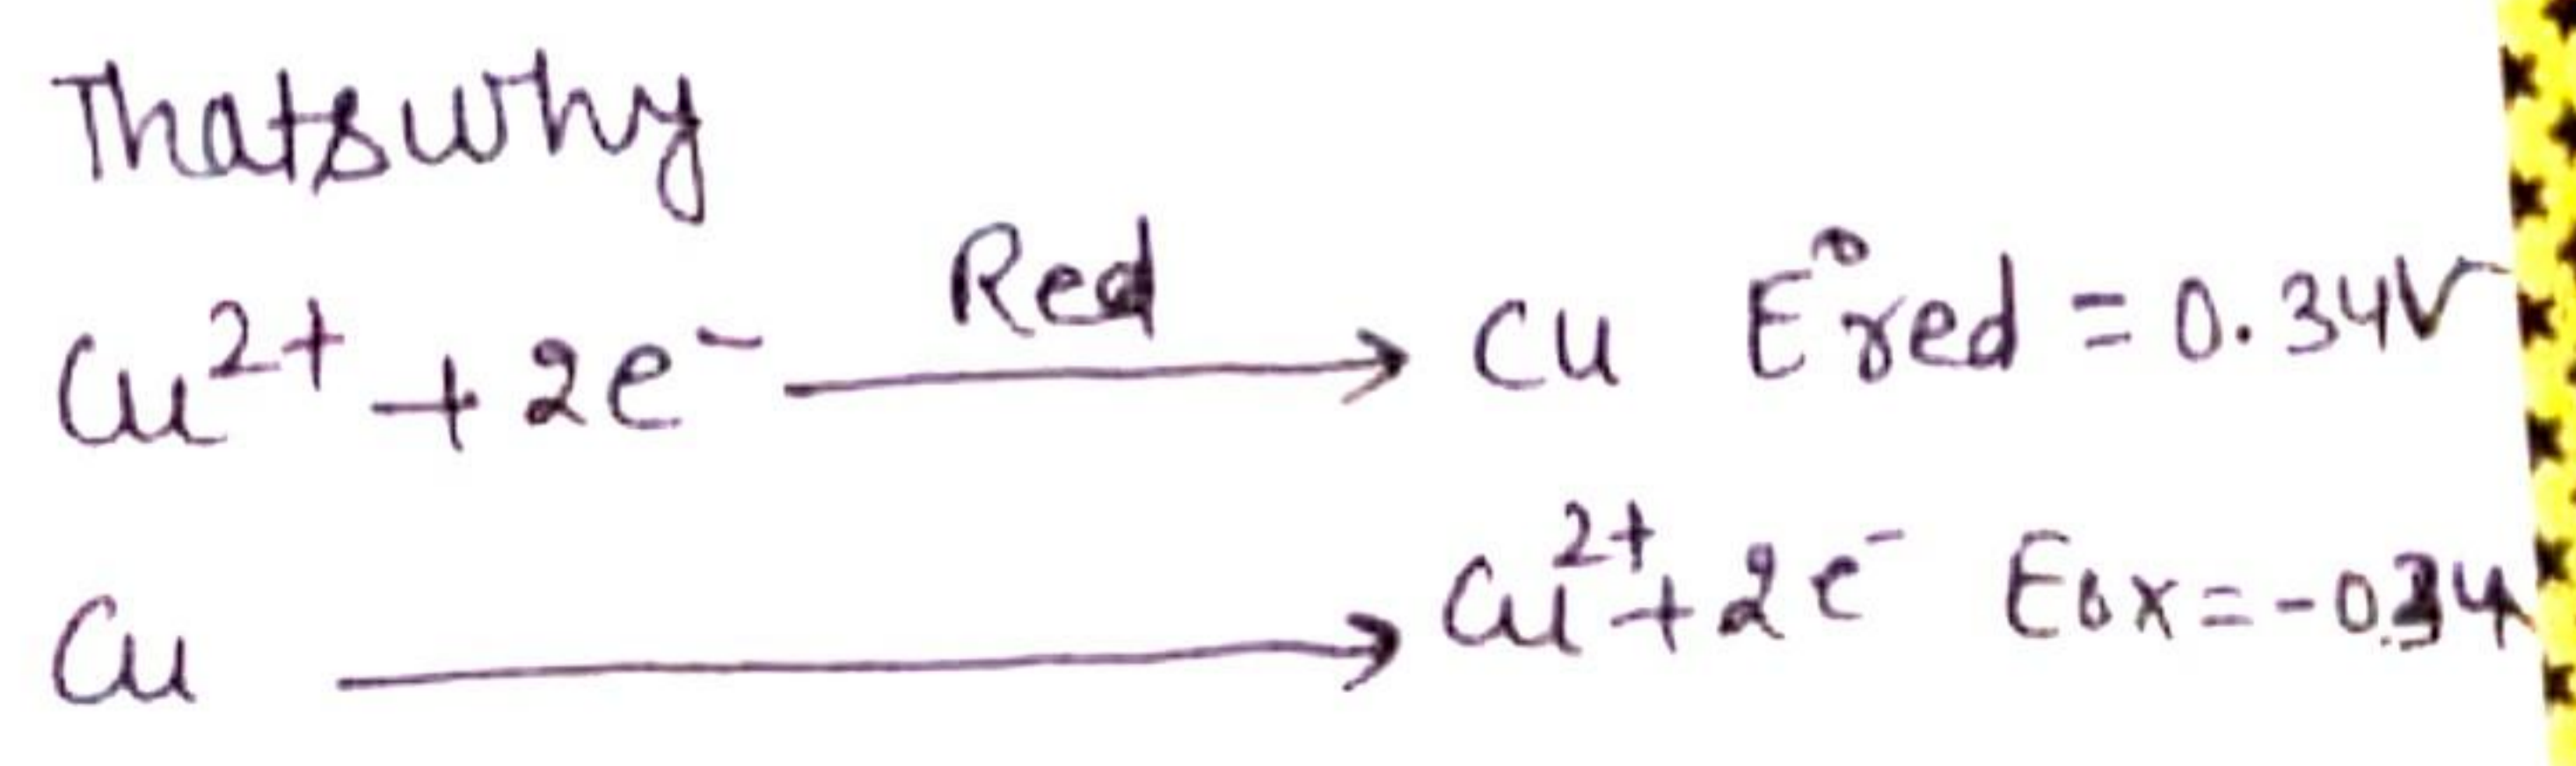 Thatswhy
Cu²⁺ + 2e⁻ —Red→ Cu E°red = 0.34V
Cu ⟶ Cu²⁺ + 2e⁻ Eox = -0.34